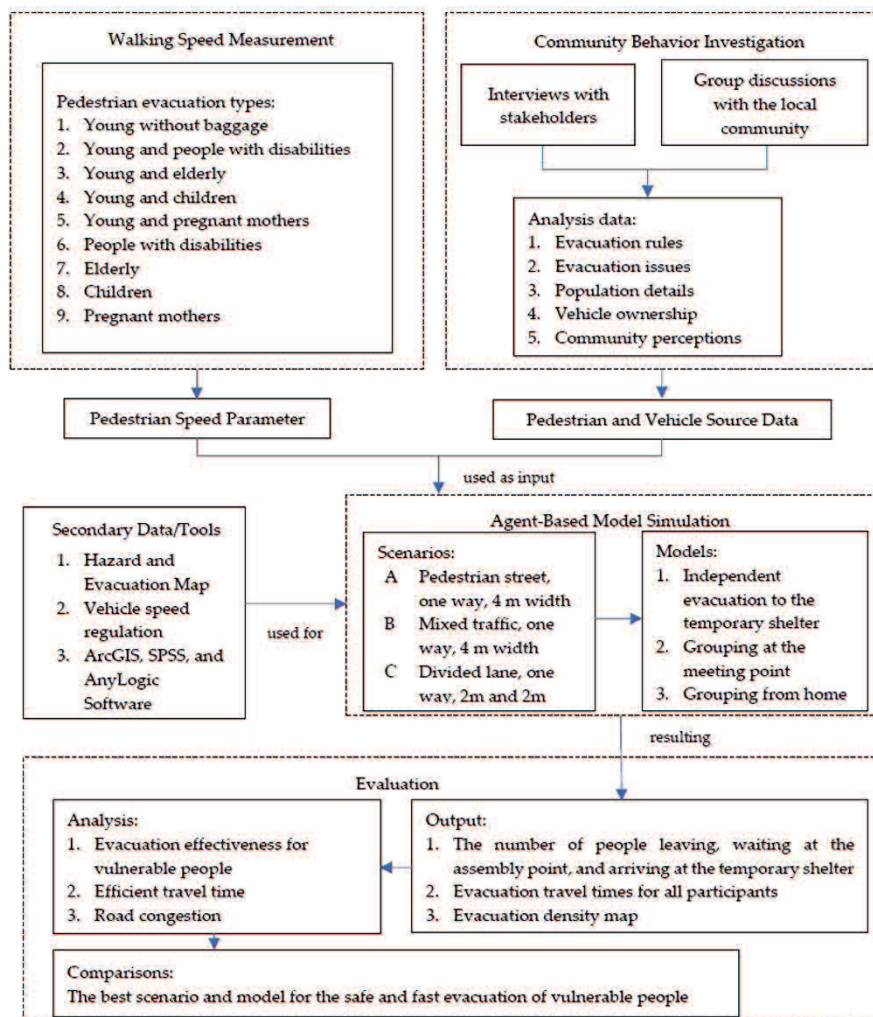 Walking Speed Measurement
Pedestrian evacuation types:
1. Young without baggage
2. Young and people with disabilities
3. Young and elderly
4. Young and children
5. Young and pregnant mothers
6. People with disabilities
7. Elderly
8. Children
9. Pregnant mothers
Community Behavior Investigation
Interviews with
stakeholders
Group discussions
with the local
community
Analysis data:
1. Evacuation rules
2. Evacuation issues
3. Population details
4. Vehicle ownership
5. Community perceptions
Pedestrian Speed Parameter
Pedestrian and Vehicle Source Data
used as input
Secondary Data/Tools
1. Hazard and
Evacuation Map
2. Vehicle speed
regulation
3. ArcGIS, SPSS, and
AnyLogic
Software
used for
Agent-Based Model Simulation
Scenarios:
A Pedestrian street,
one way, 4 m width
B Mixed traffic, one
way, 4 m width
C Divided lane, one
way, 2m and 2m
Models:
1. Independent
evacuation to the
temporary shelter
2. Grouping at the
meeting point
3. Grouping from home
resulting
Evaluation
Analysis:
1. Evacuation effectiveness for
vulnerable people
2. Efficient travel time
3. Road congestion
Output:
1. The number of people leaving, waiting at the
assembly point, and arriving at the temporary shelter
2. Evacuation travel times for all participants
3. Evacuation density map
Comparisons:
The best scenario and model for the safe and fast evacuation of vulnerable people